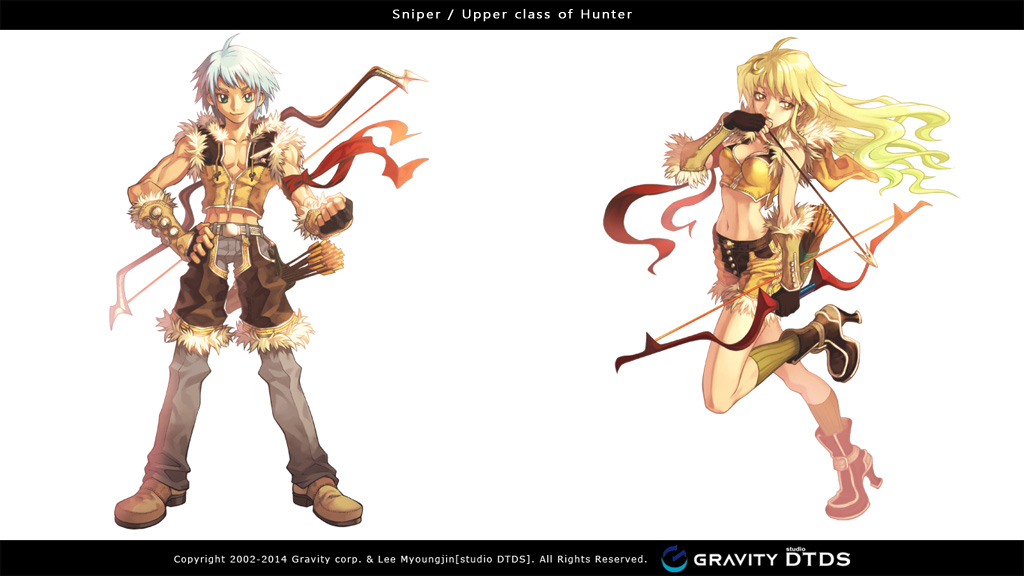 Sniper / Upper class of Hunter
Copyright 2002-2014 Gravity corp. & Lee Myoungjin[studio DTDS]. All Rights Reserved.
GRAVITY
studio
DTDS